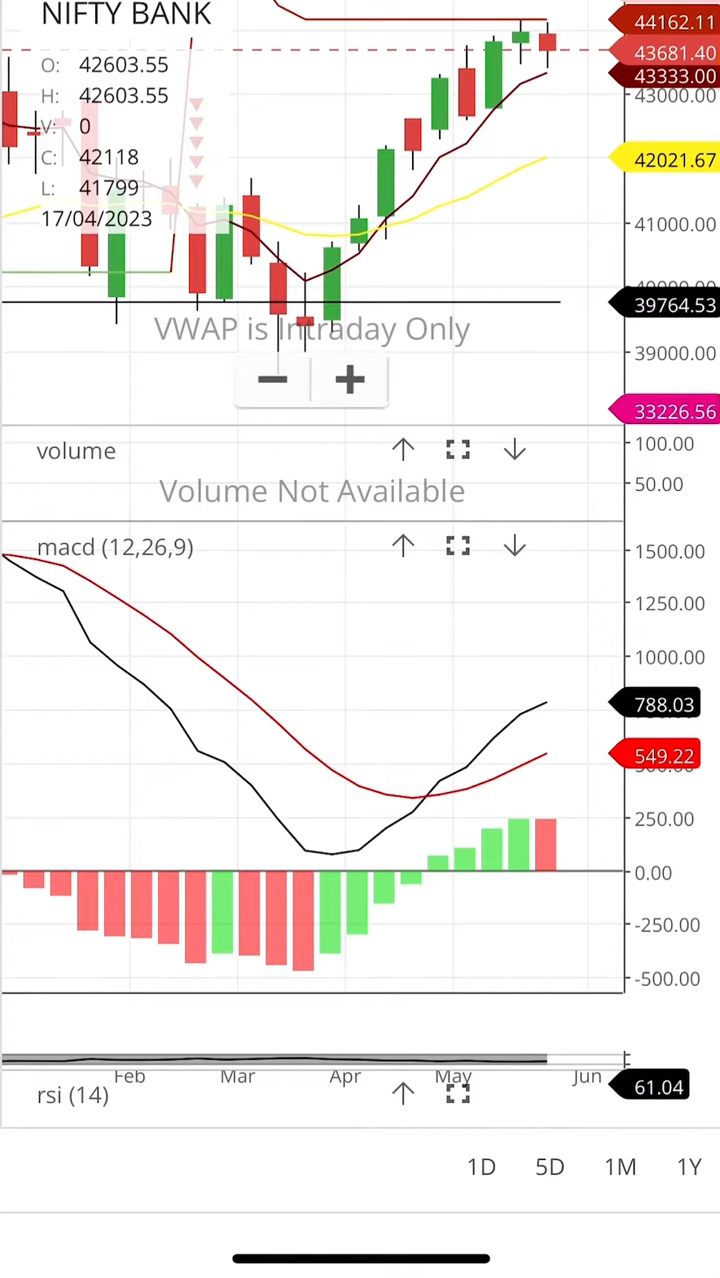 NIFTY BANK
O: 42603.55
H: 42603.55
V: 0
C: 42118
L: 41799
17/04/2023
44162.11
43681.40
43333.00
43000.00
42021.67
41000.00
40000.00
39764.53
39000.00
33226.56
VWAP is Intraday Only
volume
Volume Not Available
100.00
50.00
macd (12,26,9)
1500.00
1250.00
1000.00
788.03
549.22
500.00
250.00
0.00
-250.00
-500.00
Feb Mar Apr May Jun
61.04
rsi (14)
1D 5D 1M 1Y